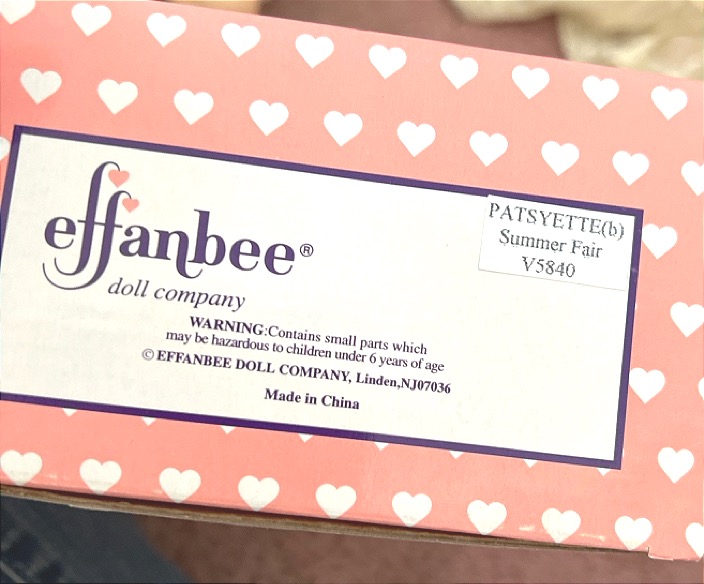 effanbee®
doll company
PATSYETTE(b)
Summer Fair
V5840
WARNING:Contains small parts which
may be hazardous to children under 6 years of age
©EFFANBEE DOLL COMPANY, Linden,NJ07036
Made in China